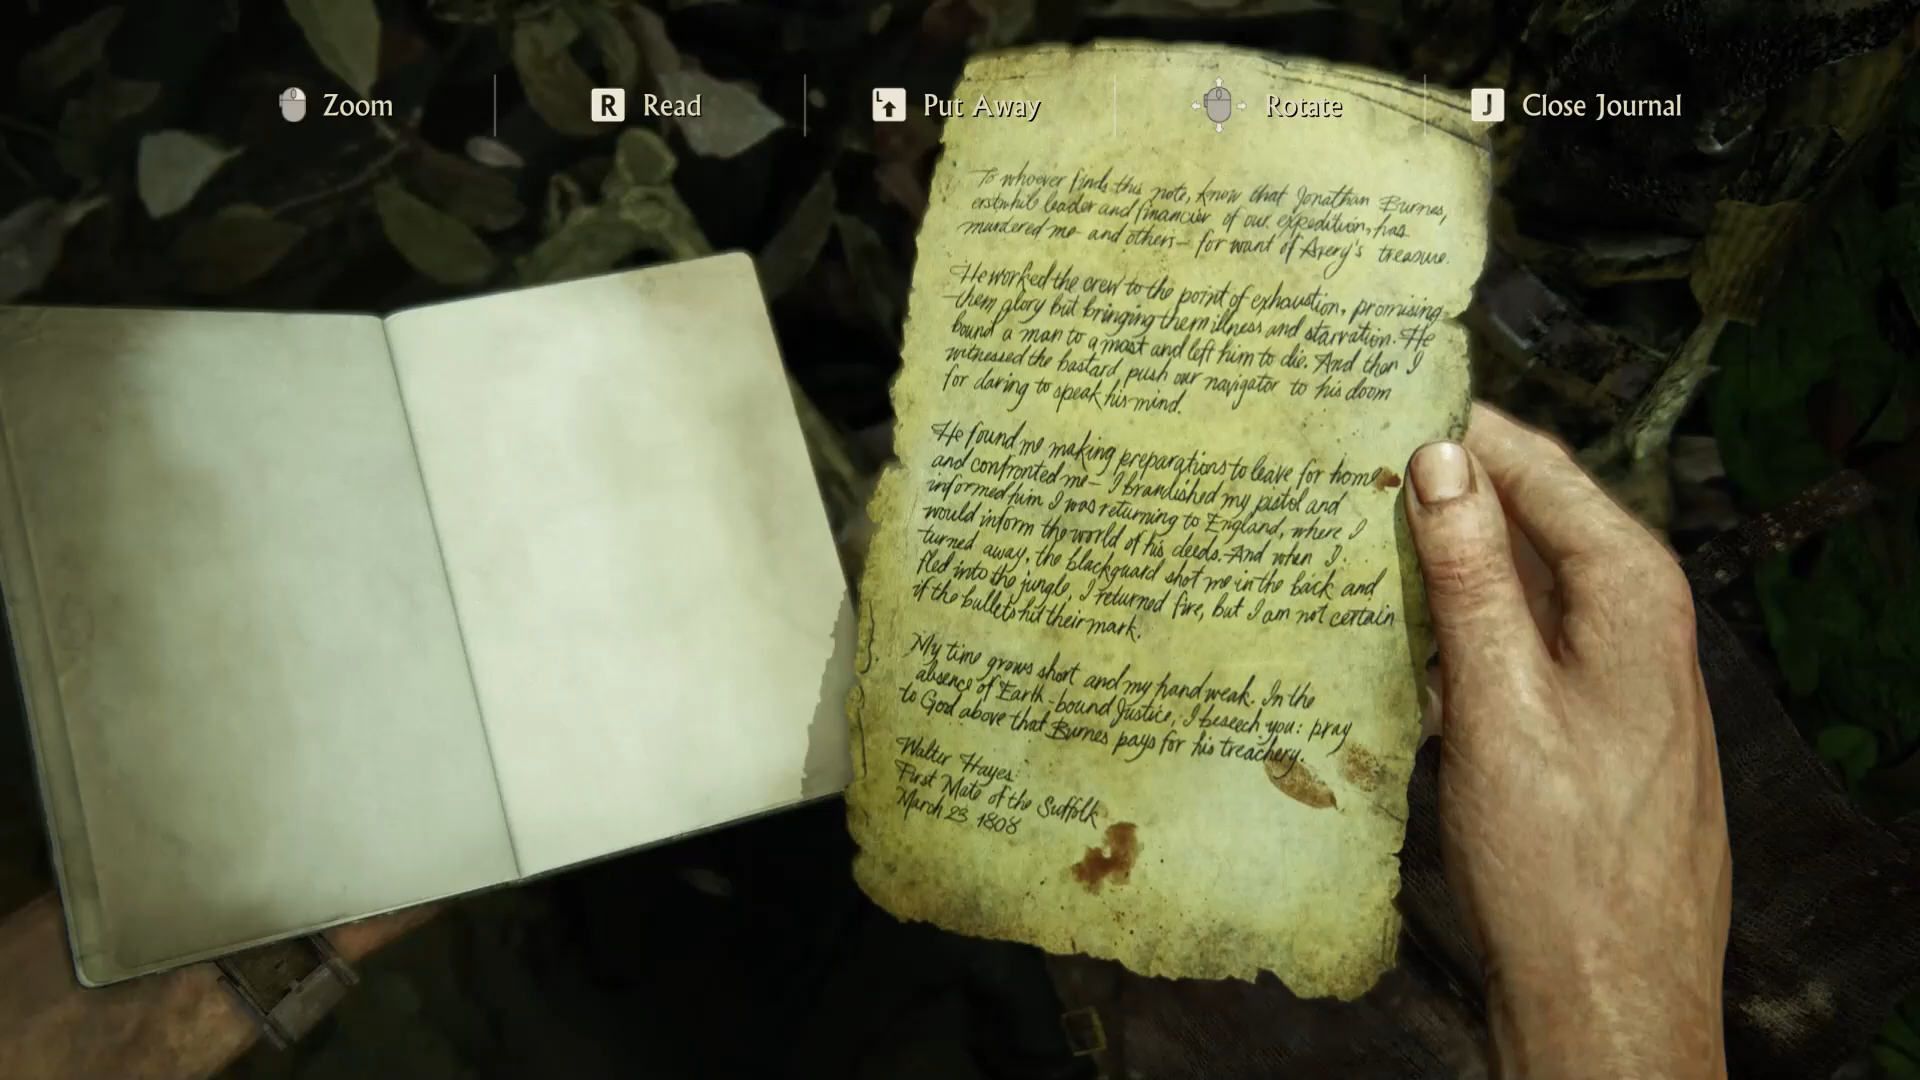 Zoom
R Read
L Put Away
Rotate
J Close Journal
To whoever finds this note, know that Jonathan Burnes,
erstwhile leader and financier of our expedition, has
murdered me - and others - for want of Avery's treasure.
He worked the crew to the point of exhaustion, promising
them glory but bringing them illness and starvation. He
bound a man to a mast and left him to die. And then I
witnessed the bastard push our navigator to his doom
for daring to speak his mind.
He found me making preparations to leave for home
and confronted me - I brandished my pistol and
informed him I was returning to England, where I
would inform the world of his deeds. And when I
turned away, the blackguard shot me in the back and
fled into the jungle. I returned fire, but I am not certain
if the bullets hit their mark.
My time grows short and my hand weak. In the
absence of Earth-bound Justice, I beseech you: pray
to God above that Burnes pays for his treachery.
Walter Hayes
First Mate of the Suffolk
March 23 1808